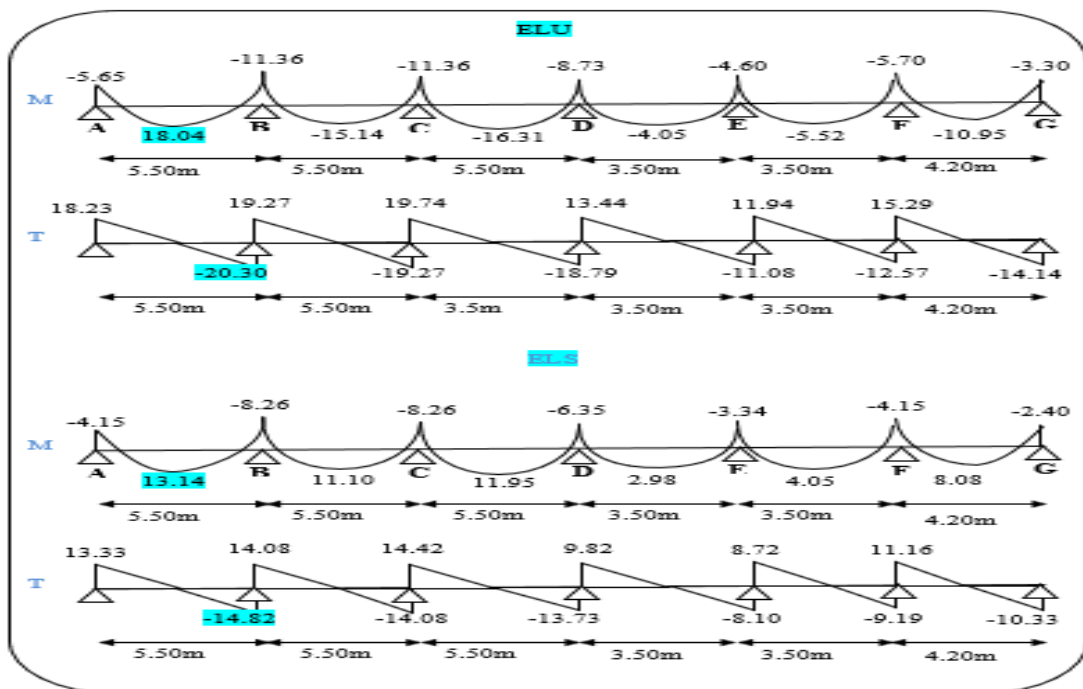 ELU
-5.65 -11.36 -11.36 -8.73 -4.60 -5.70 -3.30
M
A B C D E F G
18.04 -15.14 -16.31 -4.05 -5.52 -10.95
5.50m 5.50m 5.50m 3.50m 3.50m 4.20m
18.23 19.27 19.74 13.44 11.94 15.29
T
-20.30 -19.27 -18.79 -11.08 -12.57 -14.14
5.50m 5.50m 3.5m 3.50m 3.50m 4.20m
ELS
-4.15 -8.26 -8.26 -6.35 -3.34 -4.15 -2.40
M
A B C D E F G
13.14 11.10 11.95 2.98 4.05 8.08
5.50m 5.50m 5.50m 3.50m 3.50m 4.20m
13.33 14.08 14.42 9.82 8.72 11.16
T
-14.82 -14.08 -13.73 -8.10 -9.19 -10.33
5.50m 5.50m 5.50m 3.50m 3.50m 4.20m